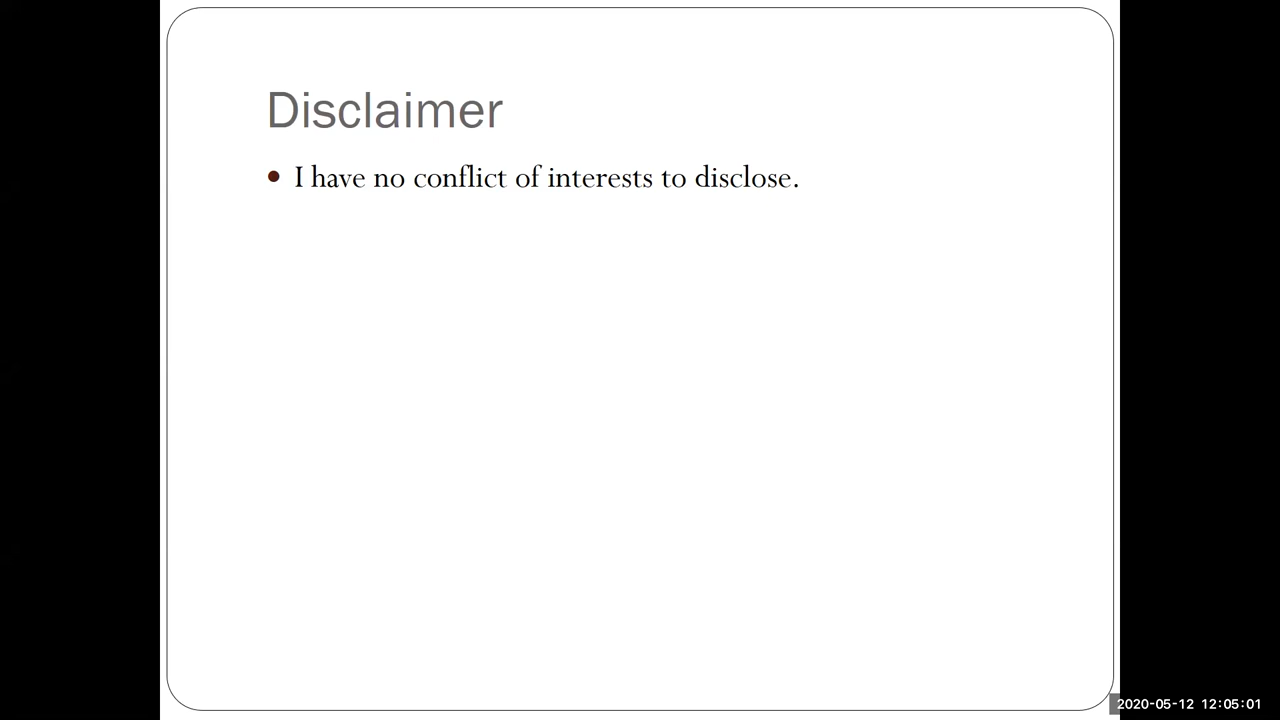 Disclaimer
• I have no conflict of interests to disclose.
2020-05-12 12:05:01